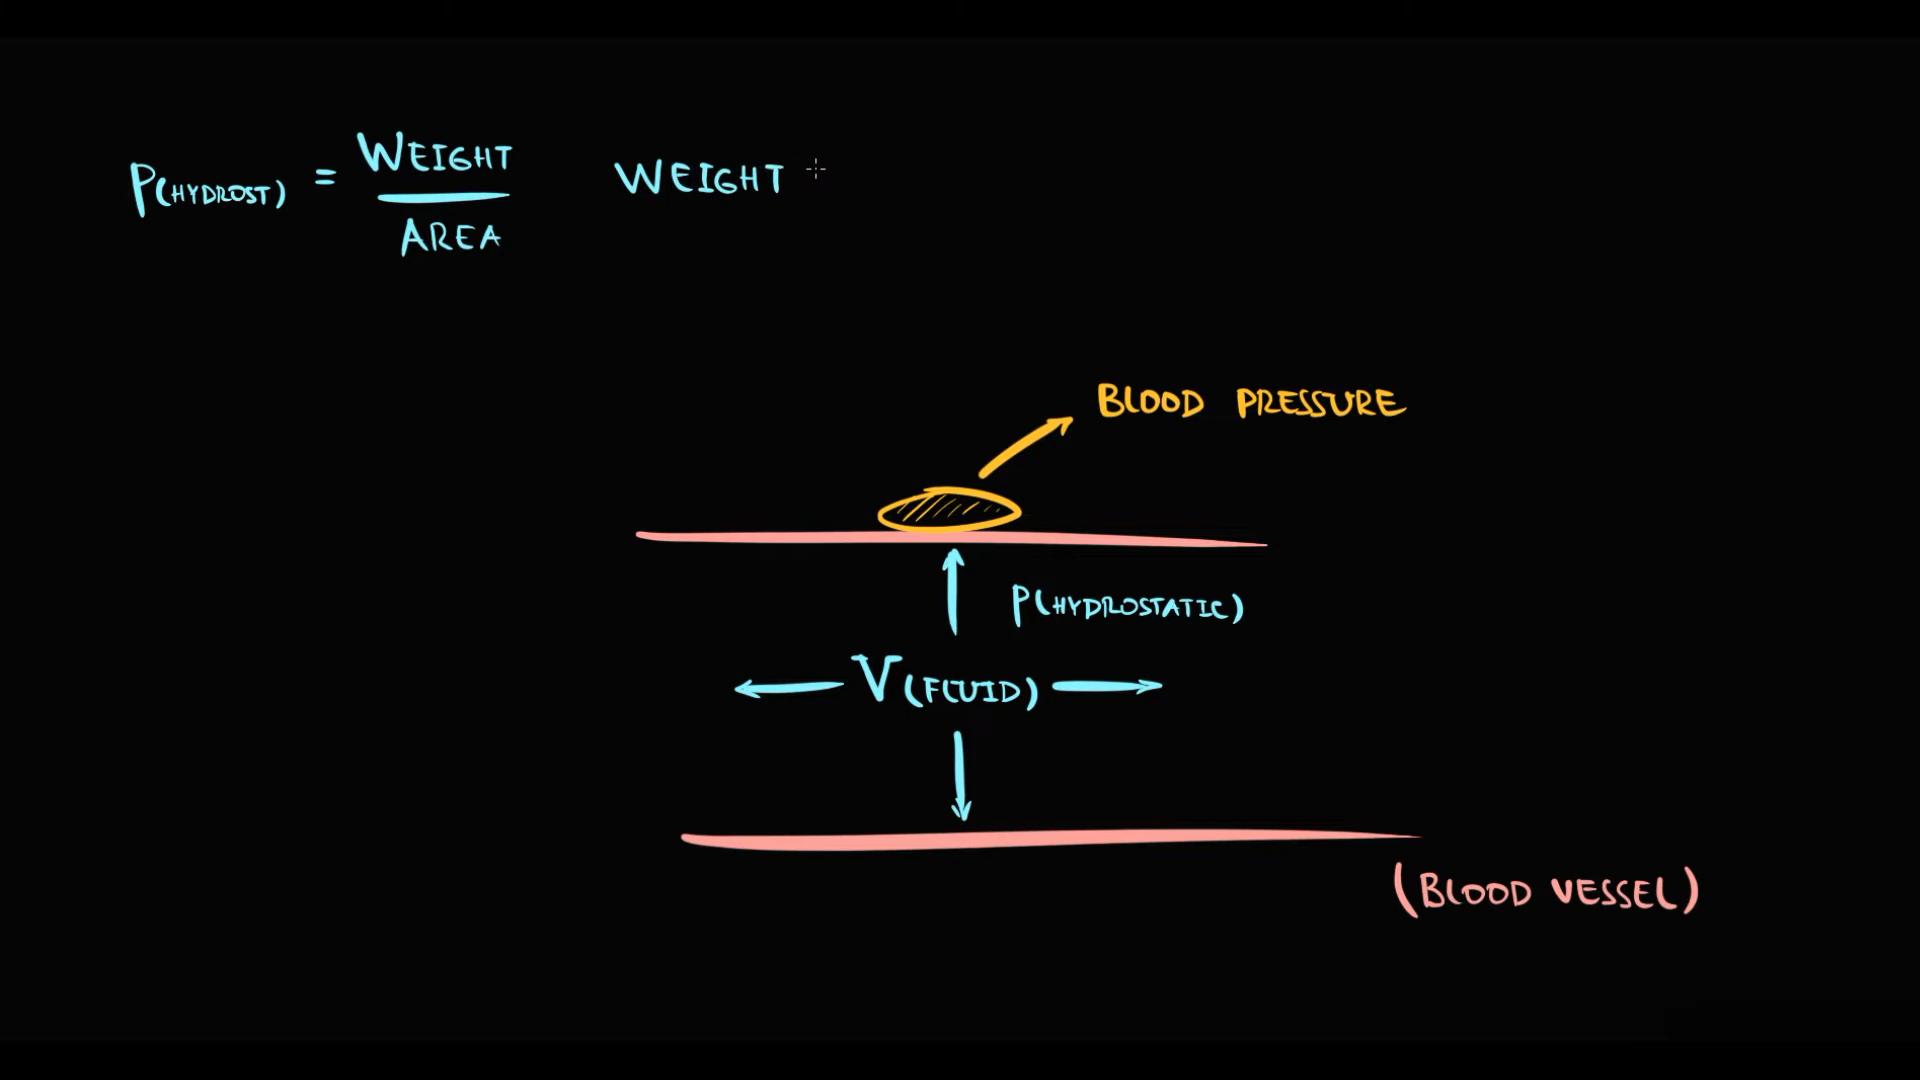 P(HYDROST) = WEIGHT
AREA
WEIGHT
BLOOD PRESSURE
P(HYDROSTATIC)
V(FLUID)
(BLOOD VESSEL)